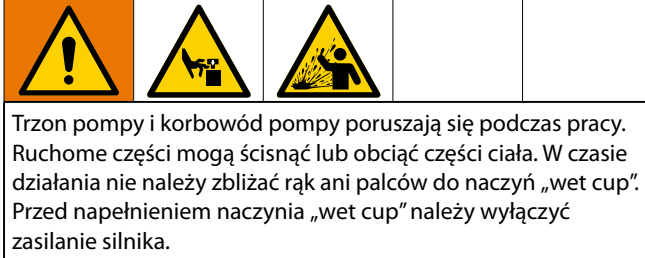 Trzon pompy i korbowód pompy poruszają się podczas pracy.
Ruchome części mogą ścisnąć lub obciąć części ciała. W czasie
działania nie należy zbliżać rąk ani palców do naczyń „wet cup”.
Przed napełnieniem naczynia „wet cup” należy wyłączyć
zasilanie silnika.